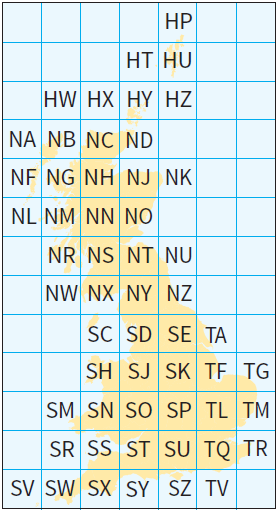 HP
HT HU
HW HX HY HZ
NA NB NC ND
NF NG NH NJ NK
NL NM NN NO
NR NS NT NU
NW NX NY NZ
SC SD SE TA
SH SJ SK TF TG
SM SN SO SP TL TM
SR SS ST SU TQ TR
SV SW SX SY SZ TV